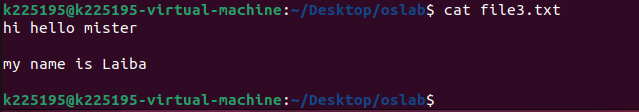 k225195@k225195-virtual-machine:~/Desktop/oslab$ cat file3.txt
hi hello mister
my name is Laiba
k225195@k225195-virtual-machine:~/Desktop/oslab$